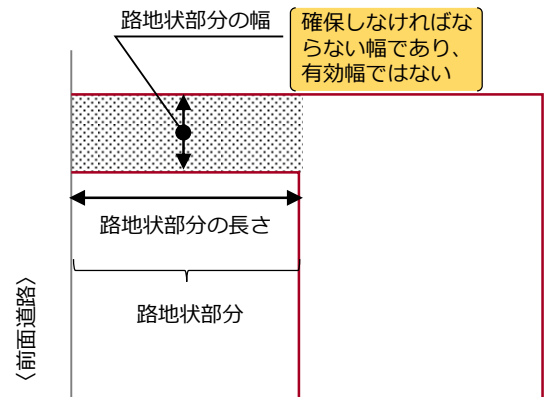 路地状部分の幅
確保しなければな
らない幅であり、
有効幅ではない
路地状部分の長さ
路地状部分
〈前面道路〉